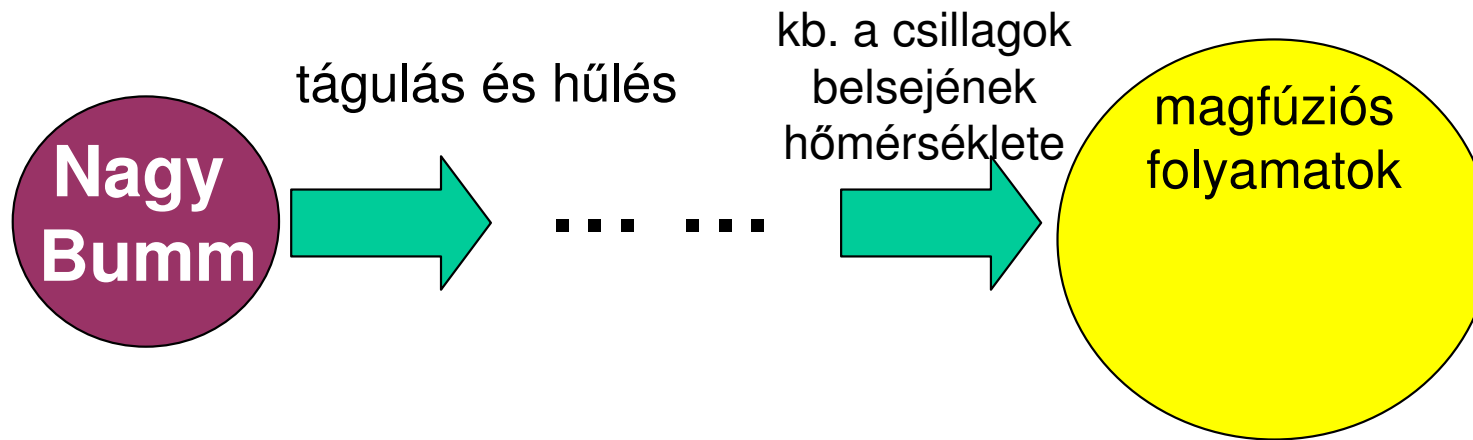 Nagy
Bumm
tágulás és hűlés
... ...
kb. a csillagok
belsejének
hőmérséklete
magfúziós
folyamatok